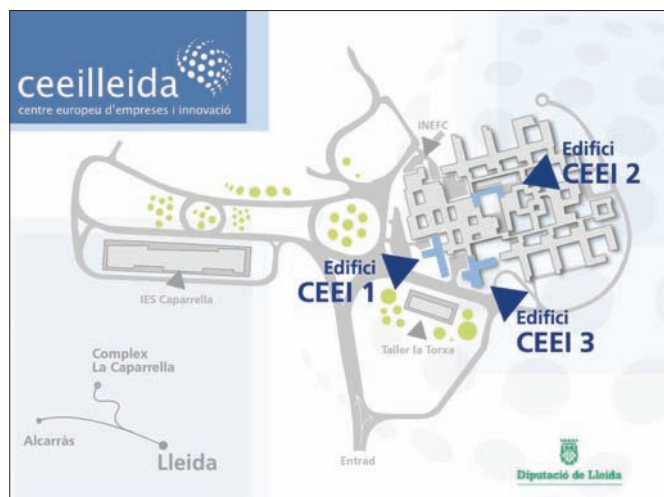 ceeilleida
centre europeu d'empreses i innovació
INEFC
Edifici
CEEI 2
Edifici
CEEI 1
IES Caparrella
Edifici
CEEI 3
Taller la Torxa
Complex
La Caparrella
Alcarràs
Lleida
Entrad
Diputació de Lleida